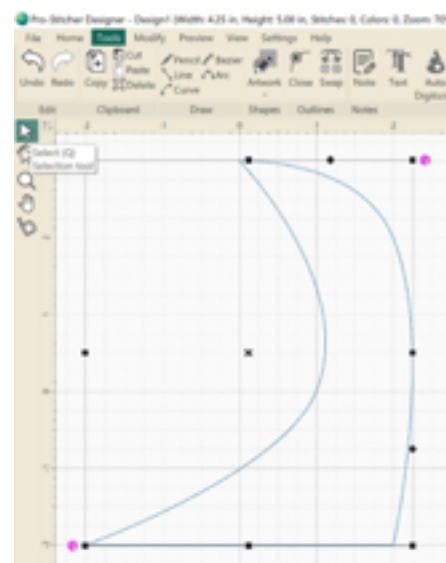 Pro-Stitcher Designer - Design1 (Width: 4.25 in, Height: 5.00 in, Stitches: 0, Colors: 0, Zoom:
File Home Tools Modify Preview View Settings Help
Cut
Paste
Delete
Pencil Bezier
Line Arc
Curve
Undo Redo Copy Artwork Close Swap Note Text Auto
Edit Clipboard Draw Shapes Outlines Notes
Select (Q)
Selection tool